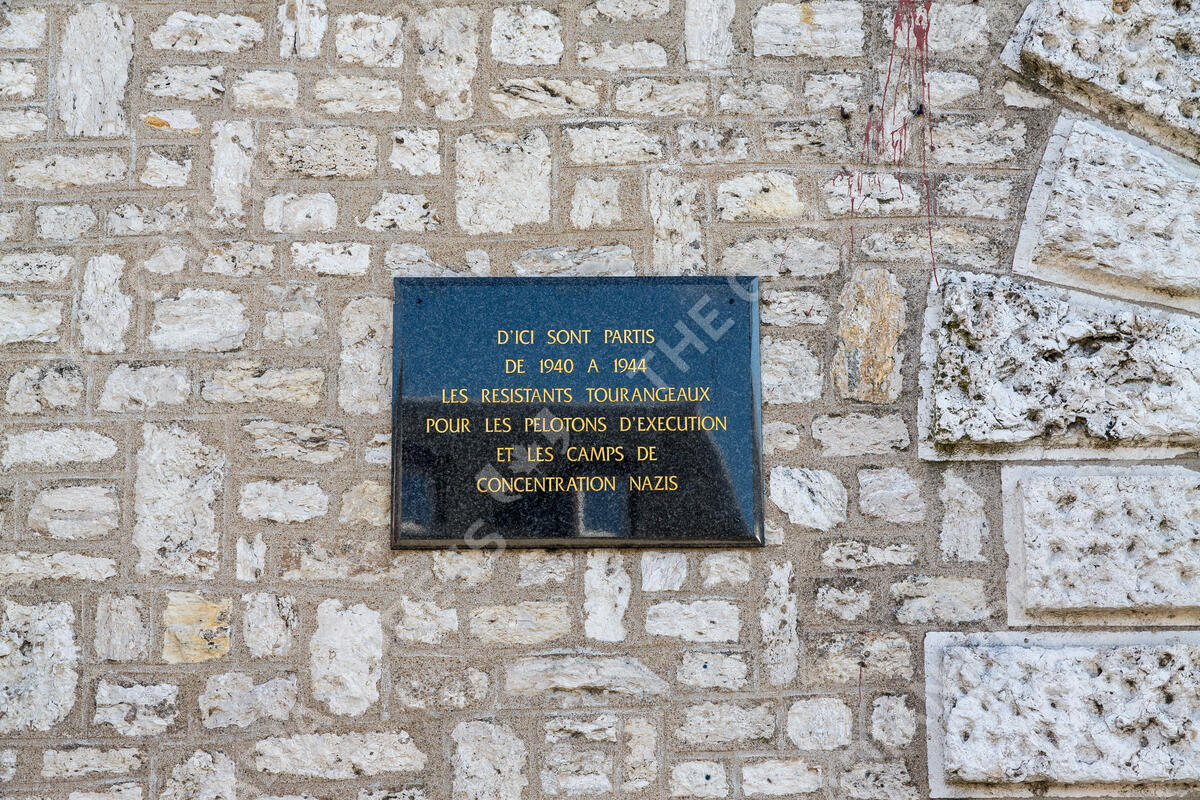 D'ICI SONT PARTIS
DE 1940 A 1944
LES RESISTANTS TOURANGEAUX
POUR LES PELOTONS D'EXECUTION
ET LES CAMPS DE
CONCENTRATION NAZIS